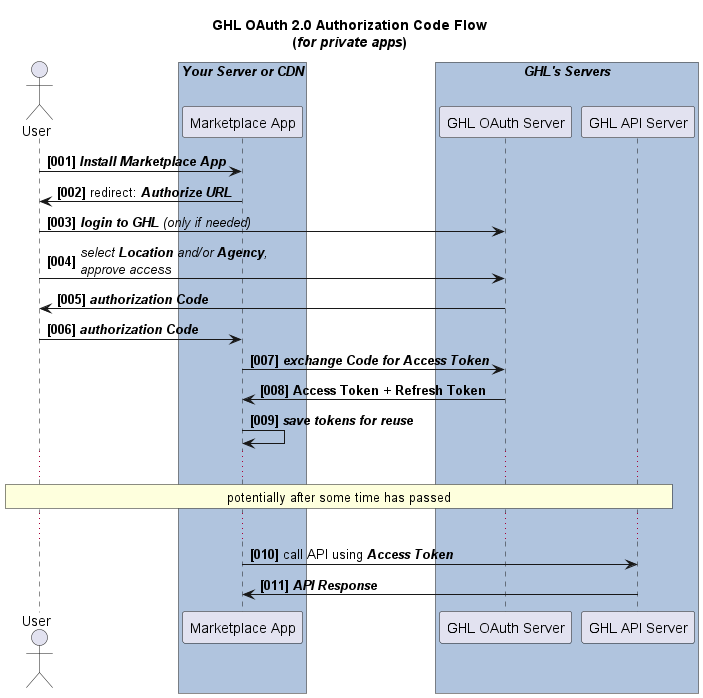 GHL OAuth 2.0 Authorization Code Flow
(for private apps)
Your Server or CDN
GHL's Servers
User
Marketplace App
GHL OAuth Server
GHL API Server
[001] Install Marketplace App
[002] redirect: Authorize URL
[003] login to GHL (only if needed)
[004] select Location and/or Agency,
approve access
[005] authorization Code
[006] authorization Code
[007] exchange Code for Access Token
[008] Access Token + Refresh Token
[009] save tokens for reuse
potentially after some time has passed
[010] call API using Access Token
[011] API Response
User
Marketplace App
GHL OAuth Server
GHL API Server